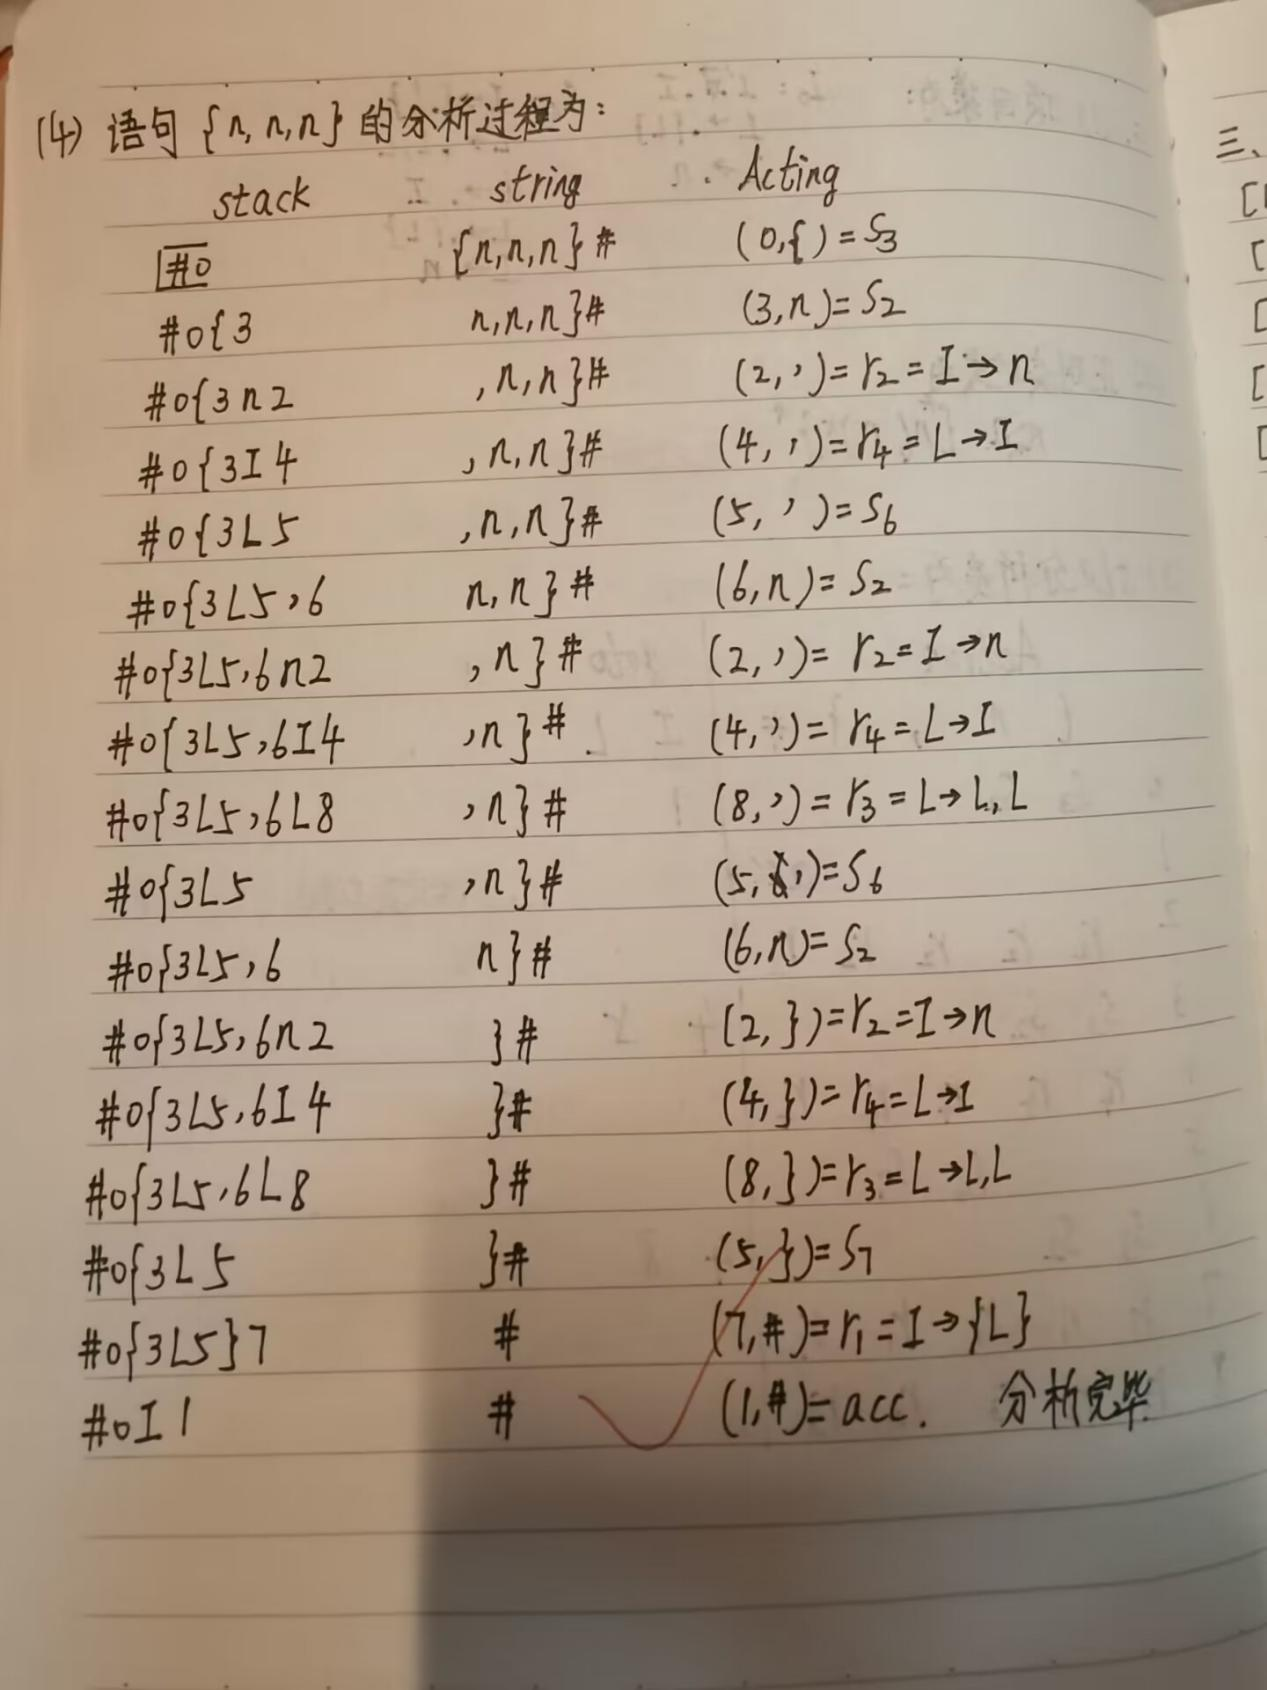 (4) 语句 {n, n, n} 的分析过程为：
stack string Acting
#0 {n,n,n}# (0,{)=S3
#0{3 n,n,n}# (3,n)=S2
#0{3n2 ,n,n}# (2,,)=r2=I→n
#0{3I4 ,n,n}# (4,,)=r4=L→I
#0{3L5 ,n,n}# (5,,)=S6
#0{3L5,6 n,n}# (6,n)=S2
#0{3L5,6n2 ,n}# (2,,)=r2=I→n
#0{3L5,6I4 ,n}# (4,,)=r4=L→I
#0{3L5,6L8 ,n}# (8,,)=r3=L→L,L
#0{3L5 ,n}# (5,,)=S6
#0{3L5,6 n}# (6,n)=S2
#0{3L5,6n2 }# (2,})=r2=I→n
#0{3L5,6I4 }# (4,})=r4=L→I
#0{3L5,6L8 }# (8,})=r3=L→L,L
#0{3L5 }# (5,})=S7
#0{3L5}7 # (7,#)=r1=I→{L}
#0I1 # (1,#)=acc. 分析完毕
三、